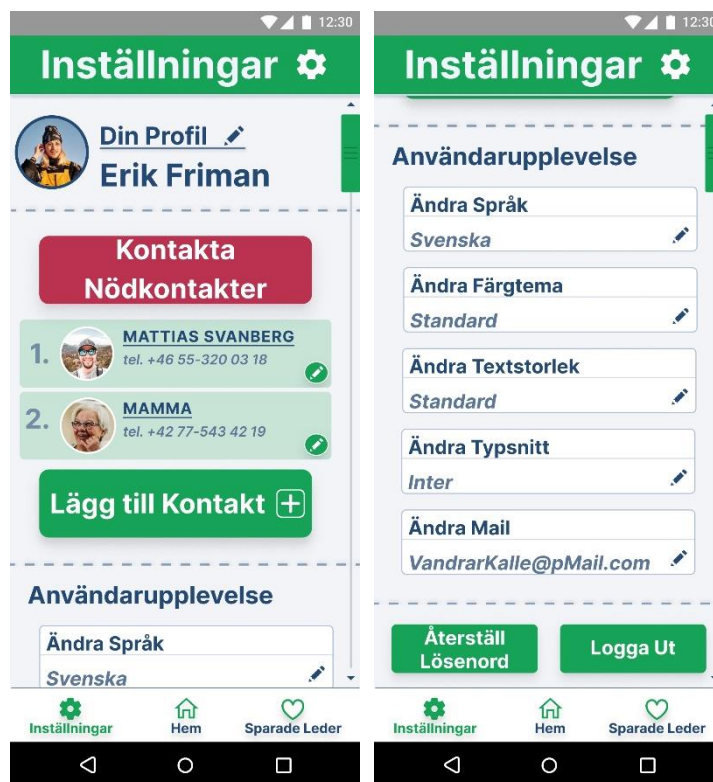 12:30
Inställningar
Din Profil
Erik Friman
Kontakta
Nödkontakter
1.
MATTIAS SVANBERG
tel. +46 55-320 03 18
2.
MAMMA
tel. +42 77-543 42 19
Lägg till Kontakt
Användarupplevelse
Ändra Språk
Svenska
Inställningar
Hem
Sparade Leder
12:30
Inställningar
Användarupplevelse
Ändra Språk
Svenska
Ändra Färgtema
Standard
Ändra Textstorlek
Standard
Ändra Typsnitt
Inter
Ändra Mail
VandrarKalle@pMail.com
Återställ
Lösenord
Logga Ut
Inställningar
Hem
Sparade Leder